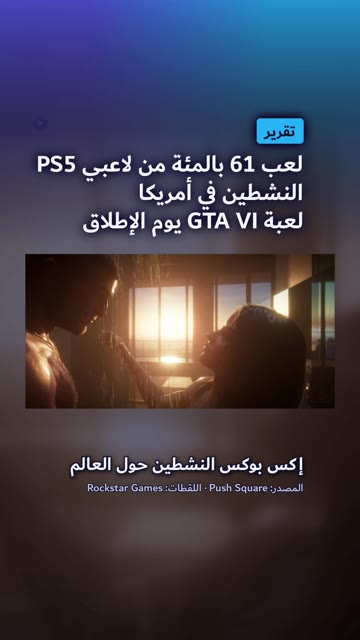 تقرير
لعب 61 بالمئة من لاعبي PS5
النشطين في أمريكا
لعبة GTA VI يوم الإطلاق
إكس بوكس النشطين حول العالم
المصدر: Push Square · اللقطات: Rockstar Games